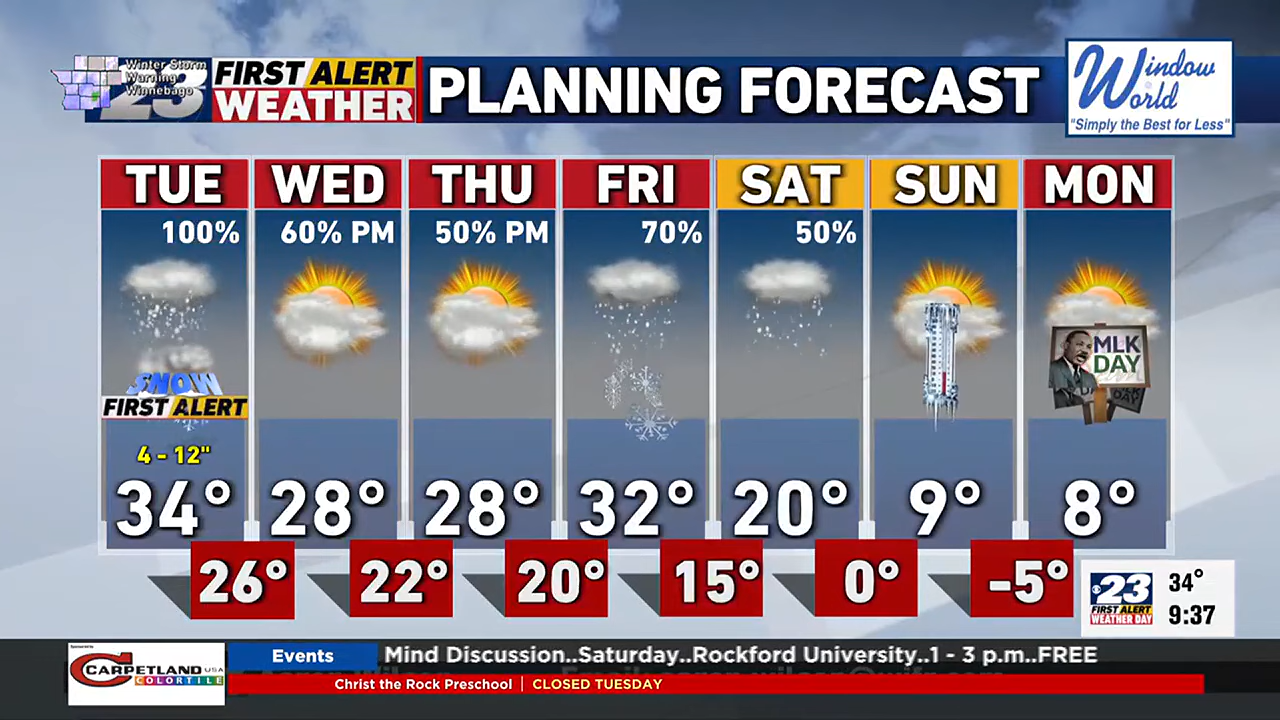 Winter Storm
Warning
Winnebago
23
FIRST ALERT
WEATHER
PLANNING FORECAST
Window
World
"Simply the Best for Less"
TUE WED THU FRI SAT SUN MON
100% 60% PM 50% PM 70% 50%
SNOW
FIRST ALERT
MLK
DAY
4 - 12"
34° 28° 28° 32° 20° 9° 8°
26° 22° 20° 15° 0° -5°
23
FIRST ALERT
WEATHER DAY
34°
9:37
Sponsored by
CARPETLAND USA
COLORTILE
Events
Mind Discussion..Saturday..Rockford University..1 - 3 p.m..FREE
Christ the Rock Preschool | CLOSED TUESDAY